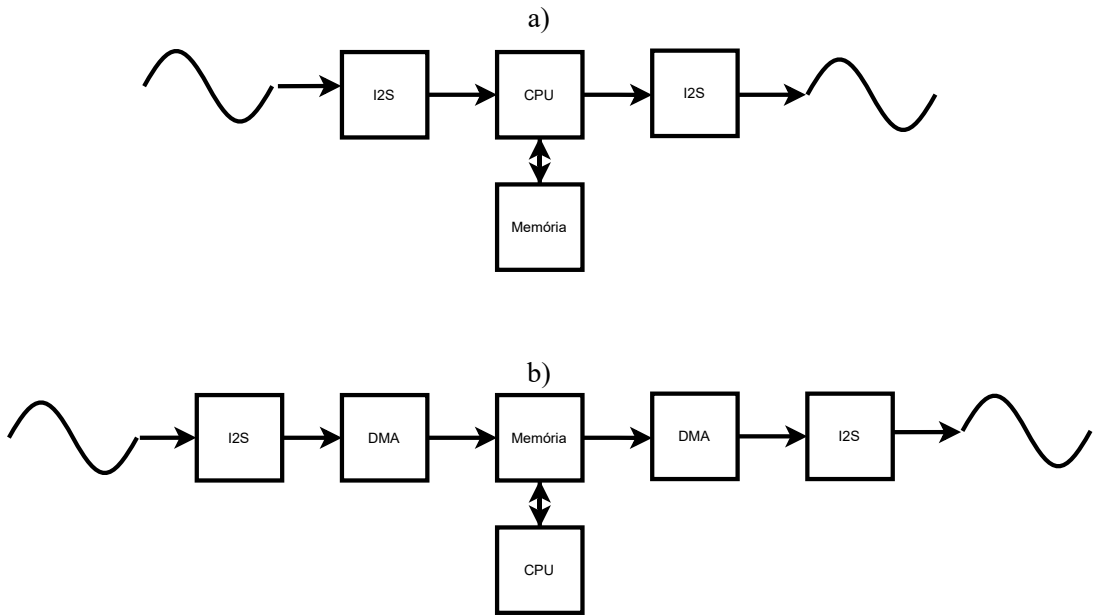 a)
I2S
CPU
I2S
Memória
b)
I2S
DMA
Memória
DMA
I2S
CPU